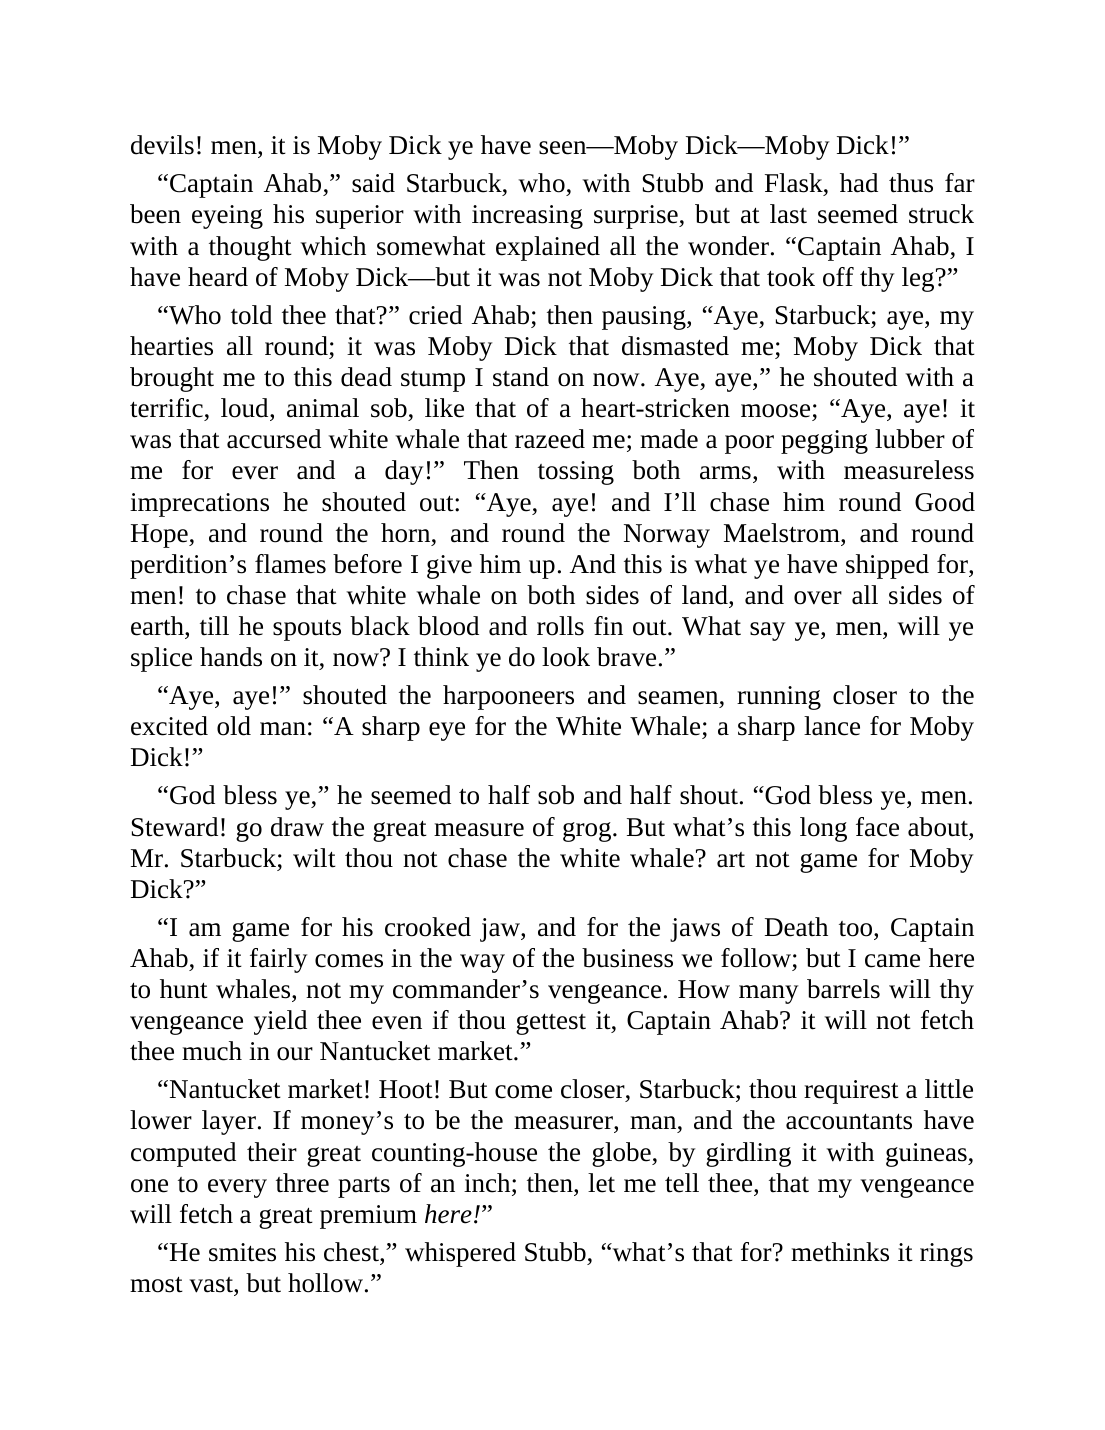 devils! men, it is Moby Dick ye have seen—Moby Dick—Moby Dick!”
“Captain Ahab,” said Starbuck, who, with Stubb and Flask, had thus far
been eyeing his superior with increasing surprise, but at last seemed struck
with a thought which somewhat explained all the wonder. “Captain Ahab, I
have heard of Moby Dick—but it was not Moby Dick that took off thy leg?”
“Who told thee that?” cried Ahab; then pausing, “Aye, Starbuck; aye, my
hearties all round; it was Moby Dick that dismasted me; Moby Dick that
brought me to this dead stump I stand on now. Aye, aye,” he shouted with a
terrific, loud, animal sob, like that of a heart-stricken moose; “Aye, aye! it
was that accursed white whale that razeed me; made a poor pegging lubber of
me for ever and a day!” Then tossing both arms, with measureless
imprecations he shouted out: “Aye, aye! and I’ll chase him round Good
Hope, and round the horn, and round the Norway Maelstrom, and round
perdition’s flames before I give him up. And this is what ye have shipped for,
men! to chase that white whale on both sides of land, and over all sides of
earth, till he spouts black blood and rolls fin out. What say ye, men, will ye
splice hands on it, now? I think ye do look brave.”
“Aye, aye!” shouted the harpooneers and seamen, running closer to the
excited old man: “A sharp eye for the White Whale; a sharp lance for Moby
Dick!”
“God bless ye,” he seemed to half sob and half shout. “God bless ye, men.
Steward! go draw the great measure of grog. But what’s this long face about,
Mr. Starbuck; wilt thou not chase the white whale? art not game for Moby
Dick?”
“I am game for his crooked jaw, and for the jaws of Death too, Captain
Ahab, if it fairly comes in the way of the business we follow; but I came here
to hunt whales, not my commander’s vengeance. How many barrels will thy
vengeance yield thee even if thou gettest it, Captain Ahab? it will not fetch
thee much in our Nantucket market.”
“Nantucket market! Hoot! But come closer, Starbuck; thou requirest a little
lower layer. If money’s to be the measurer, man, and the accountants have
computed their great counting-house the globe, by girdling it with guineas,
one to every three parts of an inch; then, let me tell thee, that my vengeance
will fetch a great premium here!”
“He smites his chest,” whispered Stubb, “what’s that for? methinks it rings
most vast, but hollow.”